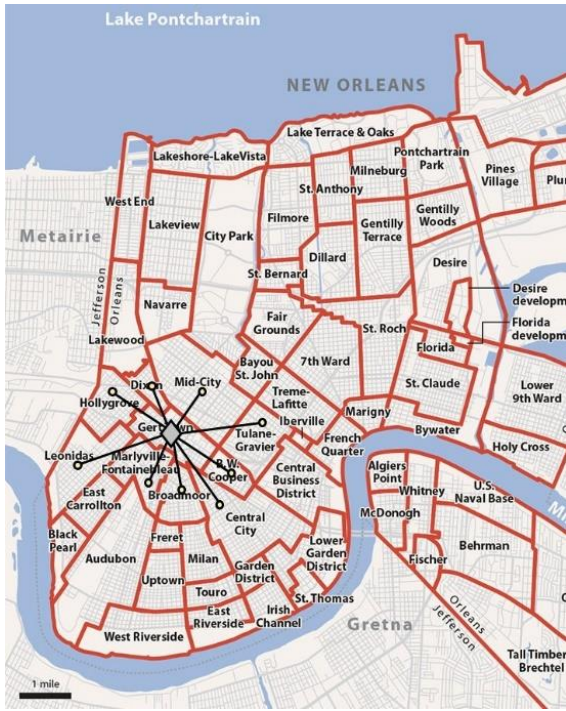 Lake Pontchartrain
NEW ORLEANS
Lake Terrace & Oaks
Lakeshore-LakeVista
Pontchartrain
Park
Milneburg
St. Anthony
Pines
Village
West End
Lakeview
City Park
Filmore
Gentilly
Terrace
Gentilly
Woods
Metairie
Dillard
Desire
St. Bernard
Desire
Jefferson
Orleans
Navarre
Fair
Grounds
St. Roch
Florida
Florida
Lakewood
Bayou
St. John
7th Ward
St. Claude
Lower
9th Ward
Dixon
Mid-City
Hollygrove
Treme-
Lafitte
Iberville
Marigny
Bywater
Tulane-
Gravier
French
Quarter
Holy Cross
Leonidas
Marlyville-
Fontainebleau
B.W.
Cooper
Central
Business
District
Algiers
Point
Whitney
U.S.
Naval Base
East
Carrollton
Broadmoor
Central
City
McDonogh
Black
Pearl
Audubon
Freret
Milan
Garden
District
Lower
Garden
District
Fischer
Behrman
Uptown
Touro
St. Thomas
East
Riverside
Irish
Channel
West Riverside
Gretna
Orleans
Jefferson
Brechtel
1 mile